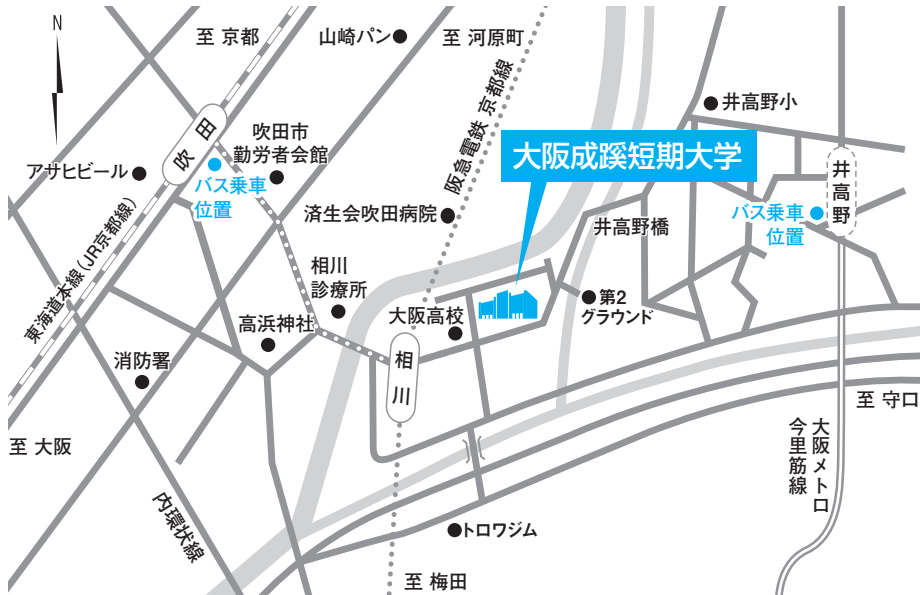 N
至 京都
山崎パン
至 河原町
阪急電鉄 京都線
井高野小
吹田
吹田市
勤労者会館
アサヒビール
バス乗車
位置
大阪成蹊短期大学
井高野
バス乗車
位置
済生会吹田病院
井高野橋
東海道本線(JR京都線)
相川
診療所
第2
グラウンド
大阪高校
高浜神社
消防署
相川
至 守口
至 大阪
大阪メトロ
今里筋線
内環状線
トロワジム
至 梅田